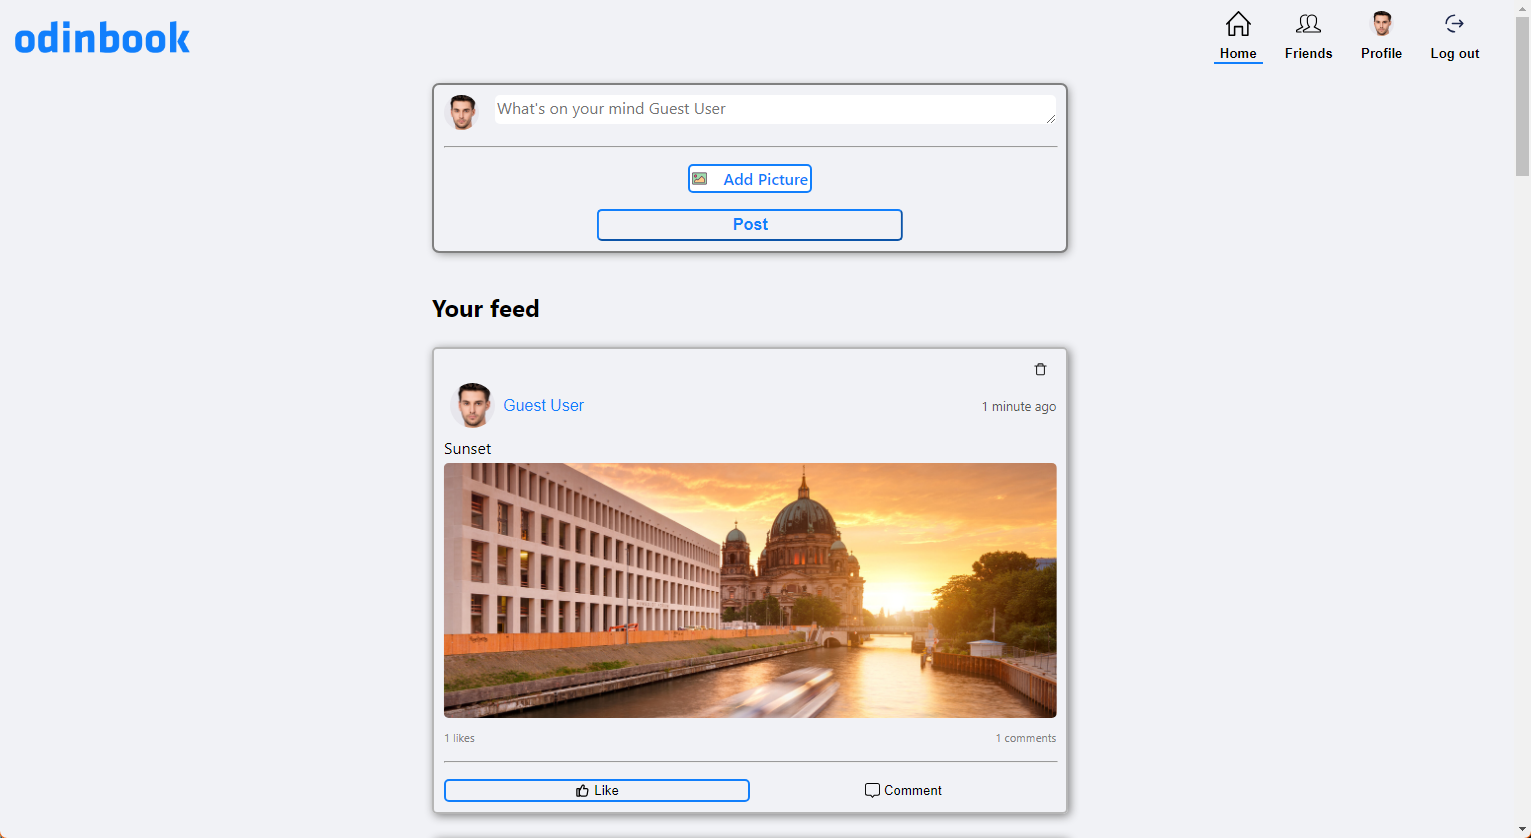 odinbook
Home
Friends
Profile
Log out
What's on your mind Guest User
Add Picture
Post
Your feed
Guest User
1 minute ago
Sunset
1 likes
1 comments
Like
Comment